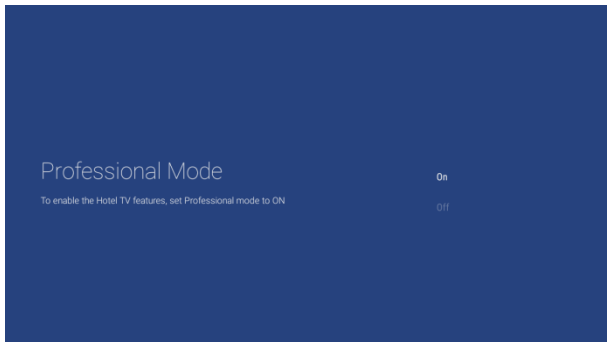 Professional Mode
To enable the Hotel TV features, set Professional mode to ON
On
Off